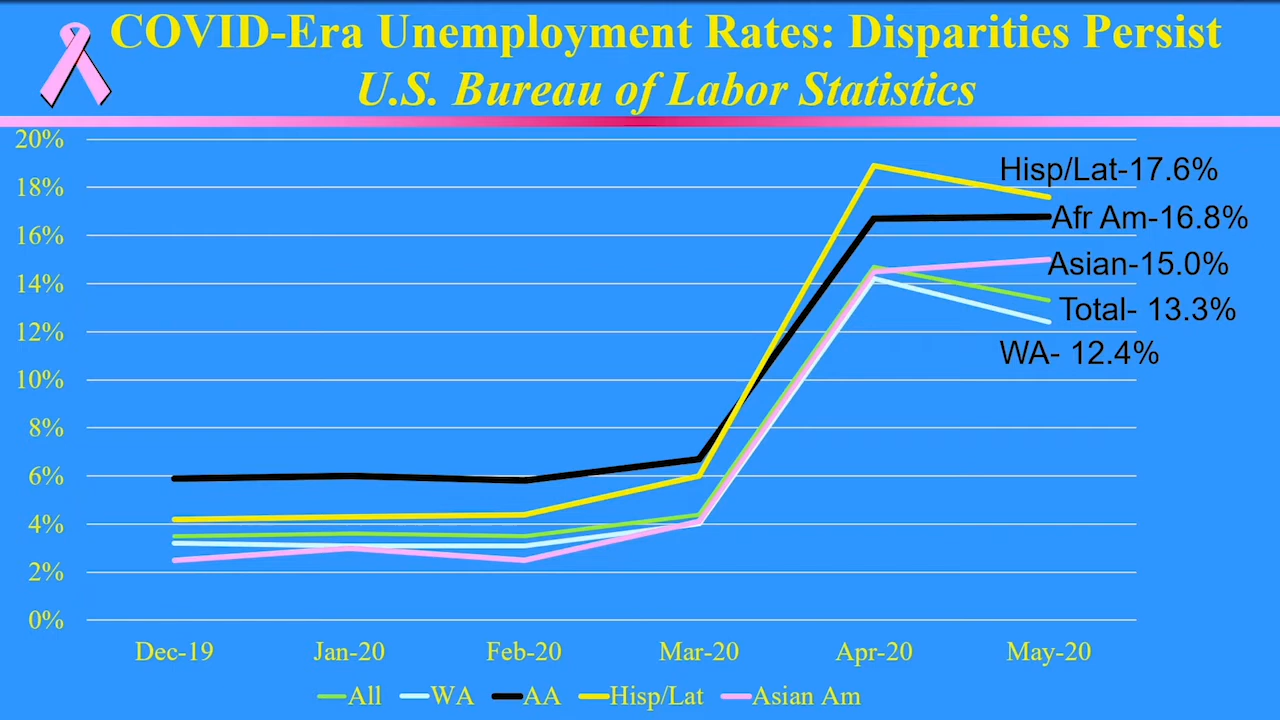 COVID-Era Unemployment Rates: Disparities Persist
U.S. Bureau of Labor Statistics
20%
18%
16%
14%
12%
10%
8%
6%
4%
2%
0%
Hisp/Lat-17.6%
Afr Am-16.8%
Asian-15.0%
Total- 13.3%
WA- 12.4%
Dec-19 Jan-20 Feb-20 Mar-20 Apr-20 May-20
All WA AA Hisp/Lat Asian Am